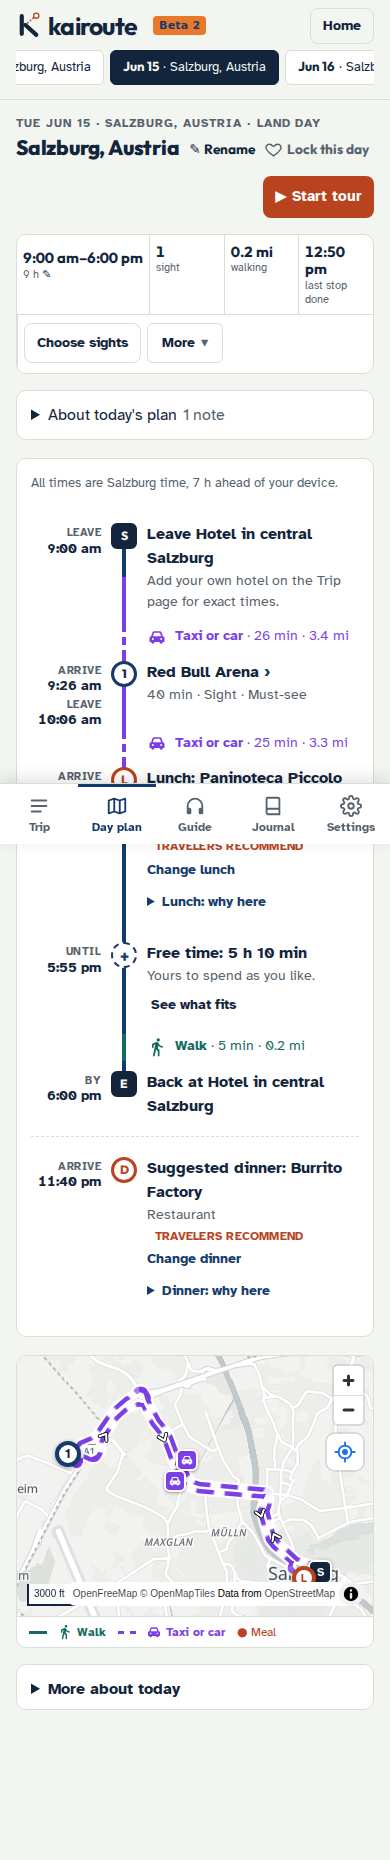 kairoute Beta 2 Home
zburg, Austria Jun 15 · Salzburg, Austria Jun 16 · Salzb
TUE JUN 15 · SALZBURG, AUSTRIA · LAND DAY
Salzburg, Austria ✎ Rename Lock this day
▶ Start tour
9:00 am–6:00 pm 1 0.2 mi 12:50 pm
9 h ✎ sight walking last stop done
Choose sights More ▼
▶ About today's plan 1 note
All times are Salzburg time, 7 h ahead of your device.
LEAVE
9:00 am
S
Leave Hotel in central
Salzburg
Add your own hotel on the Trip
page for exact times.
Taxi or car · 26 min · 3.4 mi
ARRIVE
9:26 am
LEAVE
10:06 am
1
Red Bull Arena ›
40 min · Sight · Must-see
Taxi or car · 25 min · 3.3 mi
ARRIVE L Lunch: Paninoteca Piccolo
Trip Day plan Guide Journal Settings
TRAVELERS RECOMMEND
Change lunch
▶ Lunch: why here
UNTIL
5:55 pm
+
Free time: 5 h 10 min
Yours to spend as you like.
See what fits
Walk · 5 min · 0.2 mi
BY
6:00 pm
E
Back at Hotel in central
Salzburg
ARRIVE
11:40 pm
D
Suggested dinner: Burrito
Factory
Restaurant
TRAVELERS RECOMMEND
Change dinner
▶ Dinner: why here
+
−
1 A1
eim
MAXGLAN MÜLLN
Sal g
L S
m
3000 ft OpenFreeMap © OpenMapTiles Data from OpenStreetMap
Walk Taxi or car Meal
▶ More about today